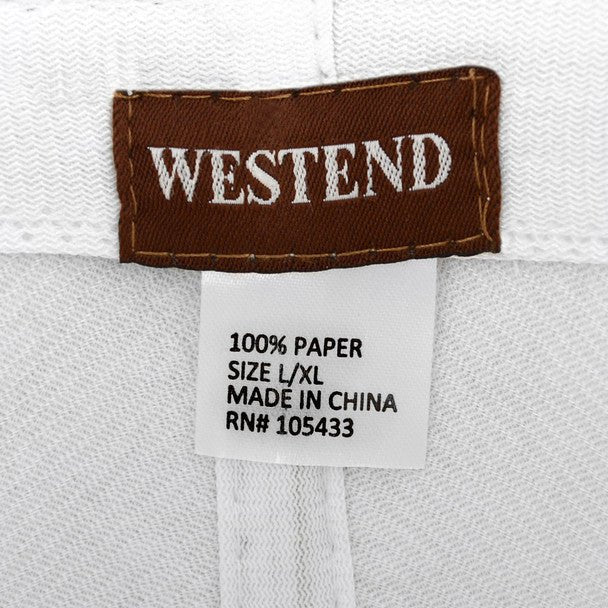 WESTEND
100% PAPER
SIZE L/XL
MADE IN CHINA
RN# 105433